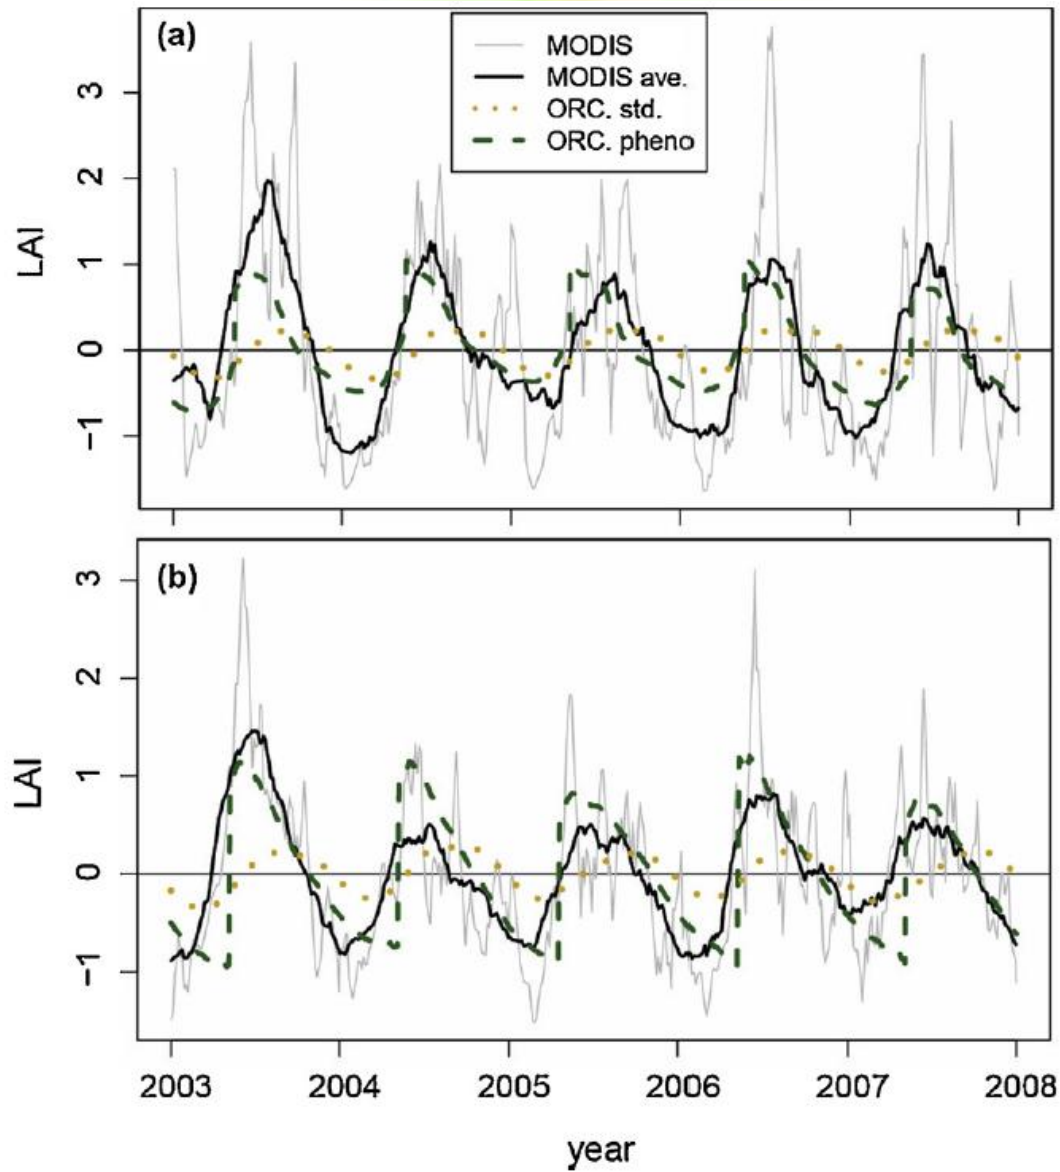 (a)
MODIS
MODIS ave.
ORC. std.
ORC. pheno
LAI
3
2
1
0
−1
(b)
LAI
3
2
1
0
−1
2003 2004 2005 2006 2007 2008
year